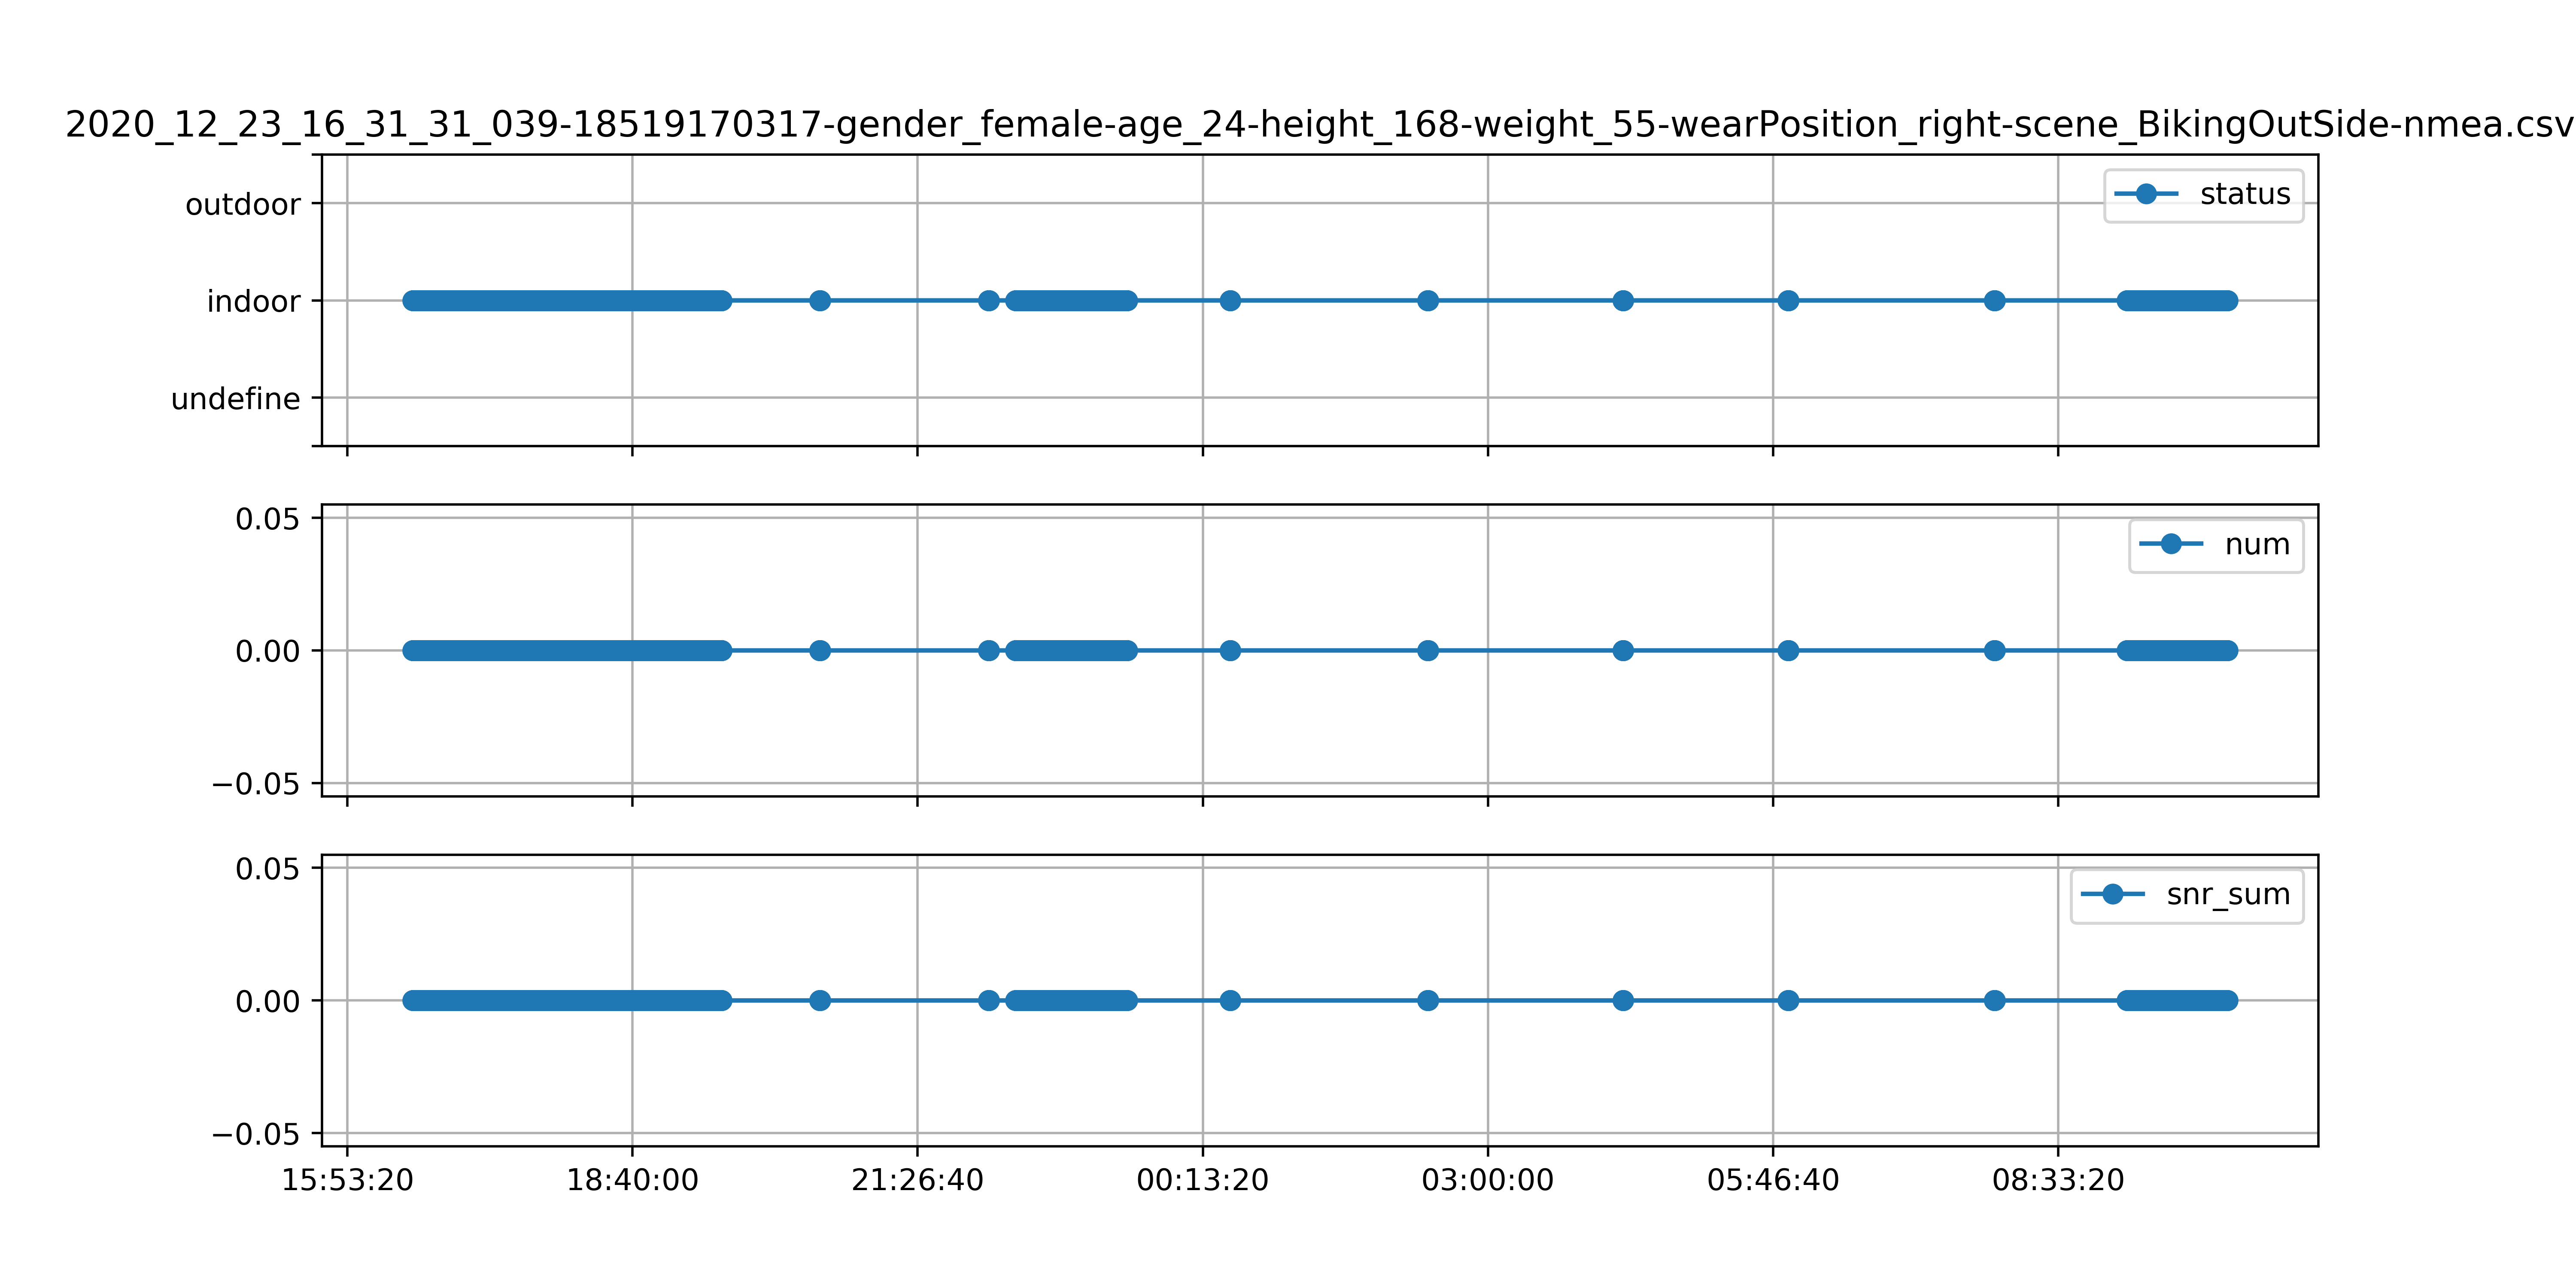 2020_12_23_16_31_31_039-18519170317-gender_female-age_24-height_168-weight_55-wearPosition_right-scene_BikingOutSide-nmea.csv
outdoor
status
indoor
undefine
0.05
num
0.00
−0.05
0.05
snr_sum
0.00
−0.05
15:53:20 18:40:00 21:26:40 00:13:20 03:00:00 05:46:40 08:33:20